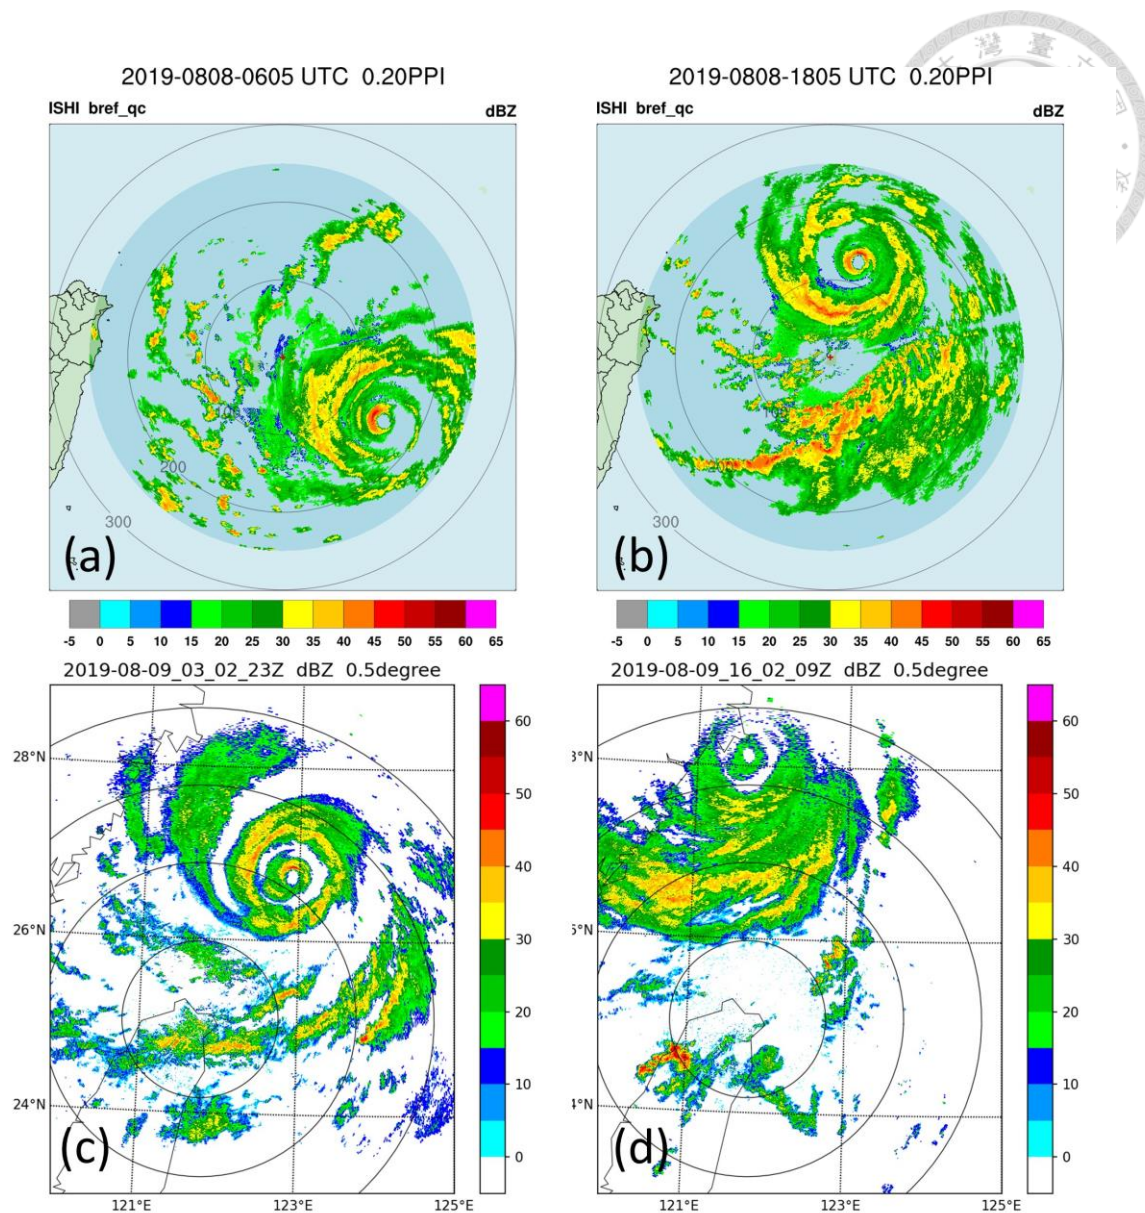 灣 臺
2019-0808-0605 UTC 0.20PPI
2019-0808-1805 UTC 0.20PPI
ISHI bref_qc dBZ
ISHI bref_qc dBZ
200
300
300
(a)
(b)
-5 0 5 10 15 20 25 30 35 40 45 50 55 60 65
-5 0 5 10 15 20 25 30 35 40 45 50 55 60 65
2019-08-09_03_02_23Z dBZ 0.5degree
2019-08-09_16_02_09Z dBZ 0.5degree
28°N
26°N
24°N
60
50
40
30
20
10
0
60
50
40
30
20
10
0
(c)
(d)
121°E 123°E 125°E
121°E 123°E 125°E